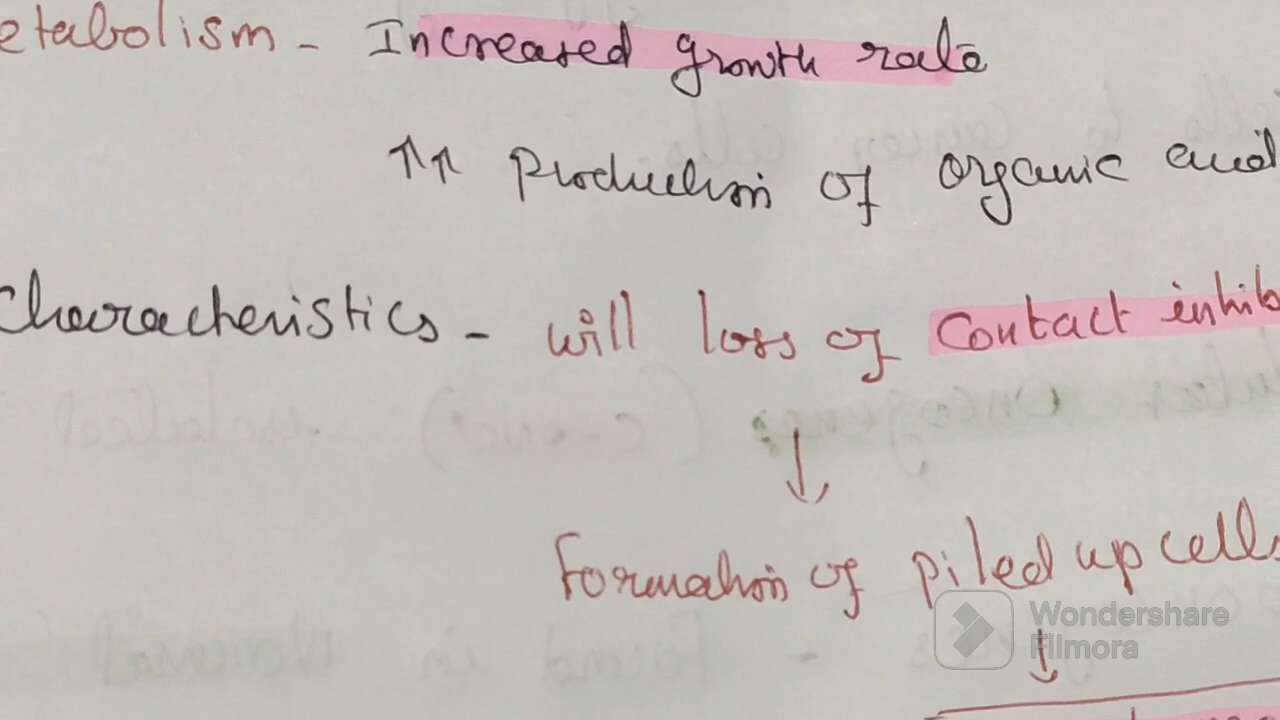 etabolism - Increased growth rate
↑↑ Production of organic acid
Characteristics - will loss of Contact inhib
↓
Formation of piled up cells
Wondershare
Filmora
↓